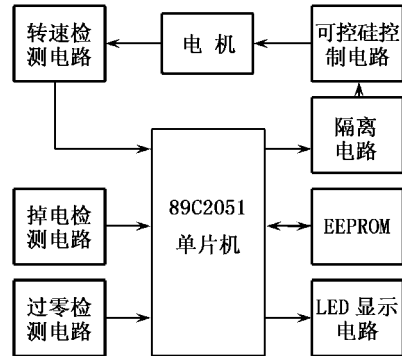 转速检
测电路
电 机
可控硅控
制电路
隔离
电路
89C2051
单片机
掉电检
测电路
EEPROM
过零检
测电路
LED 显示
电路